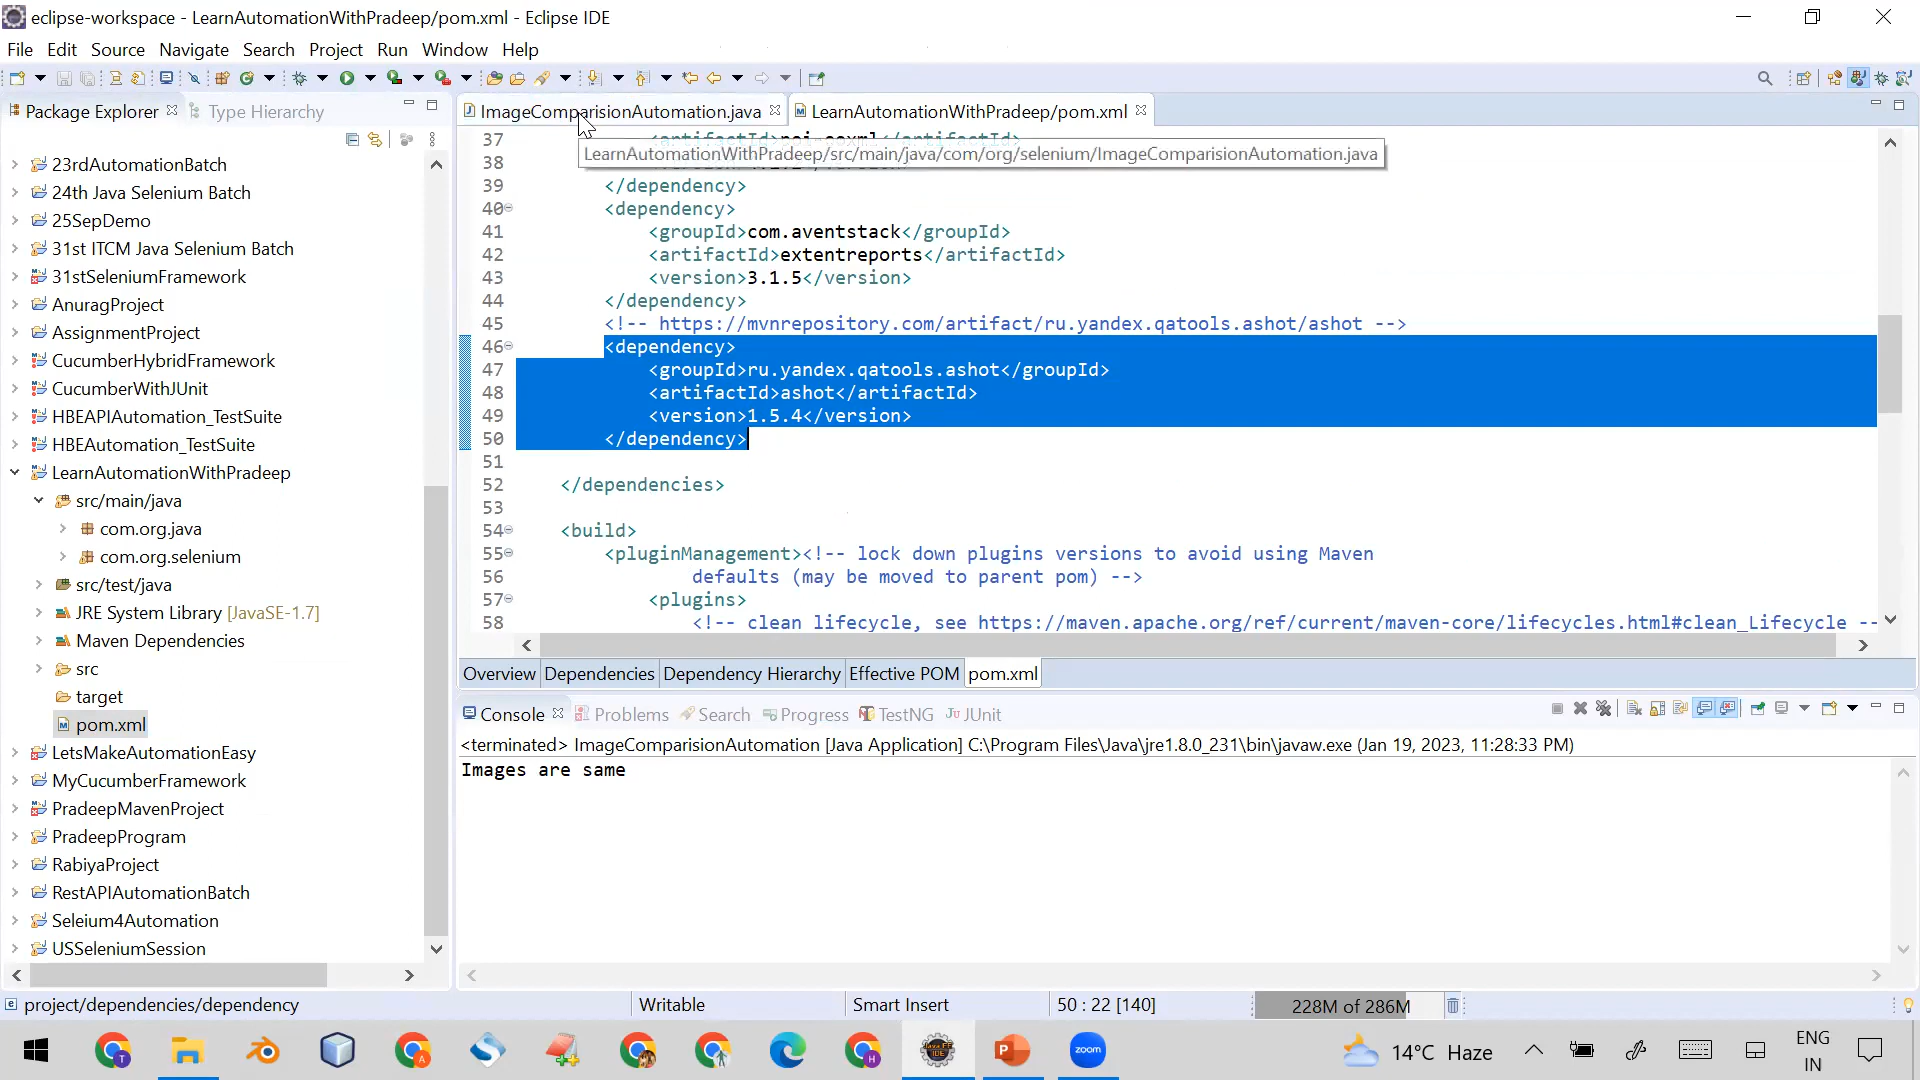 eclipse-workspace - LearnAutomationWithPradeep/pom.xml - Eclipse IDE
File Edit Source Navigate Search Project Run Window Help
Package Explorer Type Hierarchy
23rdAutomationBatch
24th Java Selenium Batch
25SepDemo
31st ITCM Java Selenium Batch
31stSeleniumFramework
AnuragProject
AssignmentProject
CucumberHybridFramework
CucumberWithJUnit
HBEAPIAutomation_TestSuite
HBEAutomation_TestSuite
LearnAutomationWithPradeep
src/main/java
com.org.java
com.org.selenium
src/test/java
JRE System Library [JavaSE-1.7]
Maven Dependencies
src
target
pom.xml
LetsMakeAutomationEasy
MyCucumberFramework
PradeepMavenProject
PradeepProgram
RabiyaProject
RestAPIAutomationBatch
Seleium4Automation
USSeleniumSession
ImageComparisionAutomation.java LearnAutomationWithPradeep/pom.xml
37
LearnAutomationWithPradeep/src/main/java/com/org/selenium/ImageComparisionAutomation.java
38
39 </dependency>
40 <dependency>
41 <groupId>com.aventstack</groupId>
42 <artifactId>extentreports</artifactId>
43 <version>3.1.5</version>
44 </dependency>
45 <!-- https://mvnrepository.com/artifact/ru.yandex.qatools.ashot/ashot -->
46 <dependency>
47 <groupId>ru.yandex.qatools.ashot</groupId>
48 <artifactId>ashot</artifactId>
49 <version>1.5.4</version>
50 </dependency>
51
52 </dependencies>
53
54 <build>
55 <pluginManagement><!-- lock down plugins versions to avoid using Maven
56 defaults (may be moved to parent pom) -->
57 <plugins>
58 <!-- clean lifecycle, see https://maven.apache.org/ref/current/maven-core/lifecycles.html#clean_Lifecycle --
Overview Dependencies Dependency Hierarchy Effective POM pom.xml
Console Problems Search Progress TestNG JUnit
<terminated> ImageComparisionAutomation [Java Application] C:\Program Files\Java\jre1.8.0_231\bin\javaw.exe (Jan 19, 2023, 11:28:33 PM)
Images are same
project/dependencies/dependency Writable Smart Insert 50 : 22 [140] 228M of 286M
zoom
14°C Haze
ENG
IN